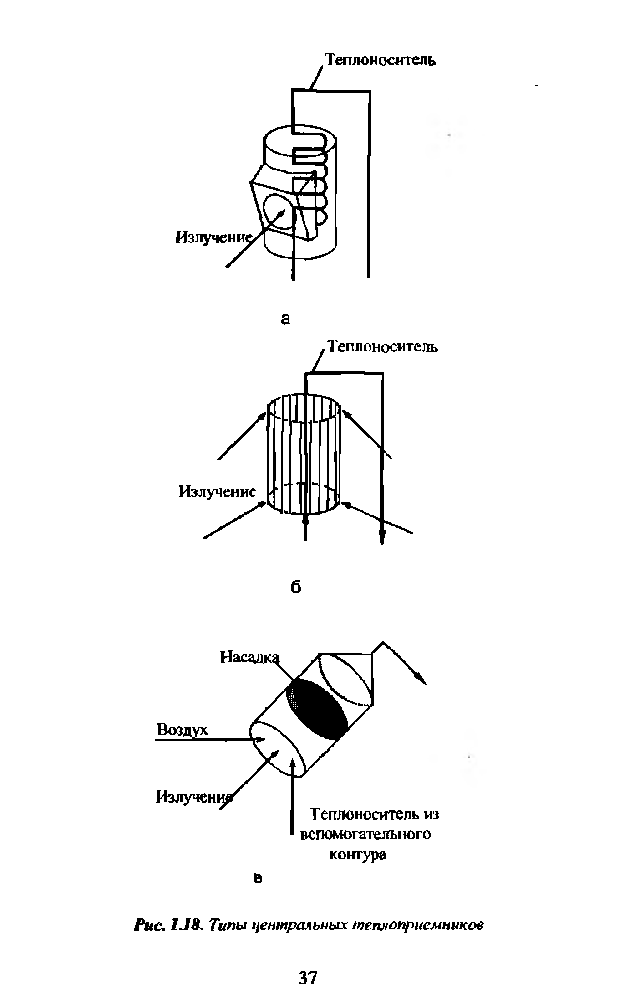 Теплоноситель
Излучение
а
Теплоноситель
Излучение
б
Насадка
Воздух
Излучение
Теплоноситель из
вспомогательного
контура
в
Рис. 1.18. Типы центральных теплоприемников
37